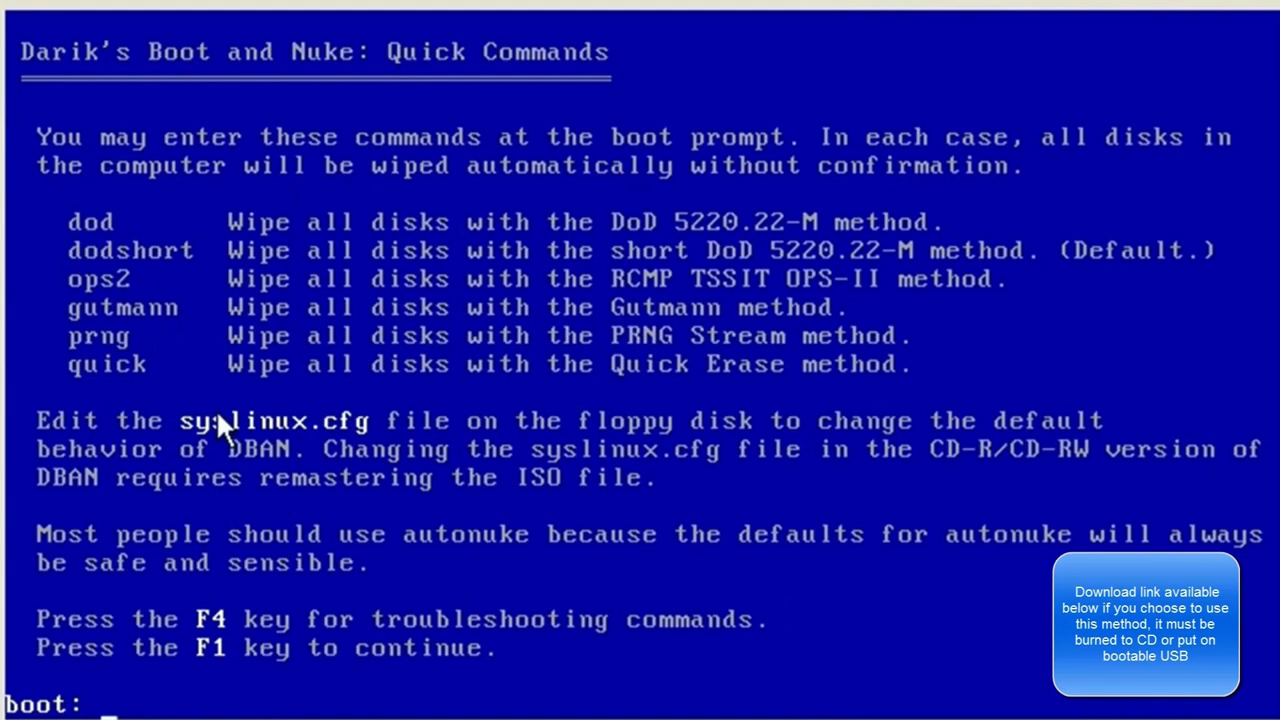 Darik's Boot and Nuke: Quick Commands
You may enter these commands at the boot prompt. In each case, all disks in
the computer will be wiped automatically without confirmation.
dod Wipe all disks with the DoD 5220.22-M method.
dodshort Wipe all disks with the short DoD 5220.22-M method. (Default.)
ops2 Wipe all disks with the RCMP TSSIT OPS-II method.
gutmann Wipe all disks with the Gutmann method.
prng Wipe all disks with the PRNG Stream method.
quick Wipe all disks with the Quick Erase method.
Edit the syslinux.cfg file on the floppy disk to change the default
behavior of DBAN. Changing the syslinux.cfg file in the CD-R/CD-RW version of
DBAN requires remastering the ISO file.
Most people should use autonuke because the defaults for autonuke will always
be safe and sensible.
Press the F4 key for troubleshooting commands.
Press the F1 key to continue.
boot:
Download link available
below if you choose to use
this method, it must be
burned to CD or put on
bootable USB